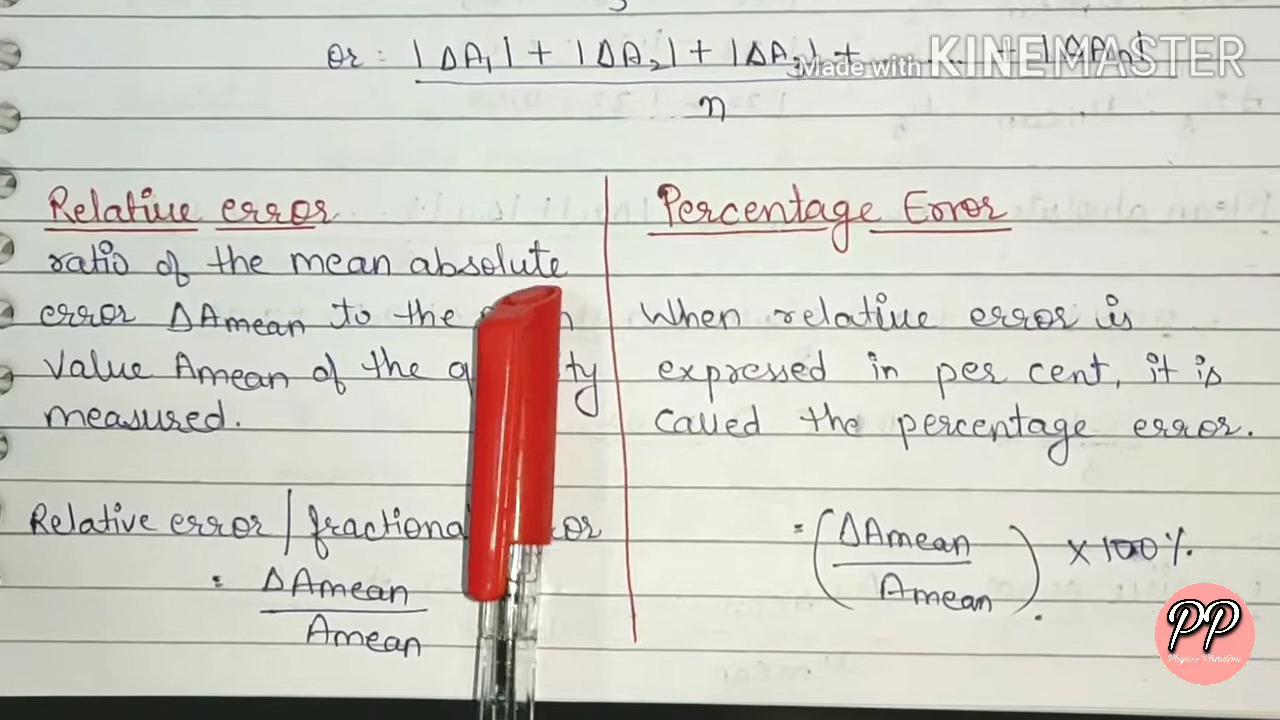 or : |ΔA₁| + |ΔA₂| + |ΔA₃| +
Made with KINEMASTER
n
Relative error
ratio of the mean absolute
error ΔAmean to the
value Amean of the
measured.
Relative error / fractional
= ΔAmean
Amean
Percentage Error
When relative error is
expressed in per cent, it is
called the percentage error.
= (ΔAmean / Amean) × 100%.
PP